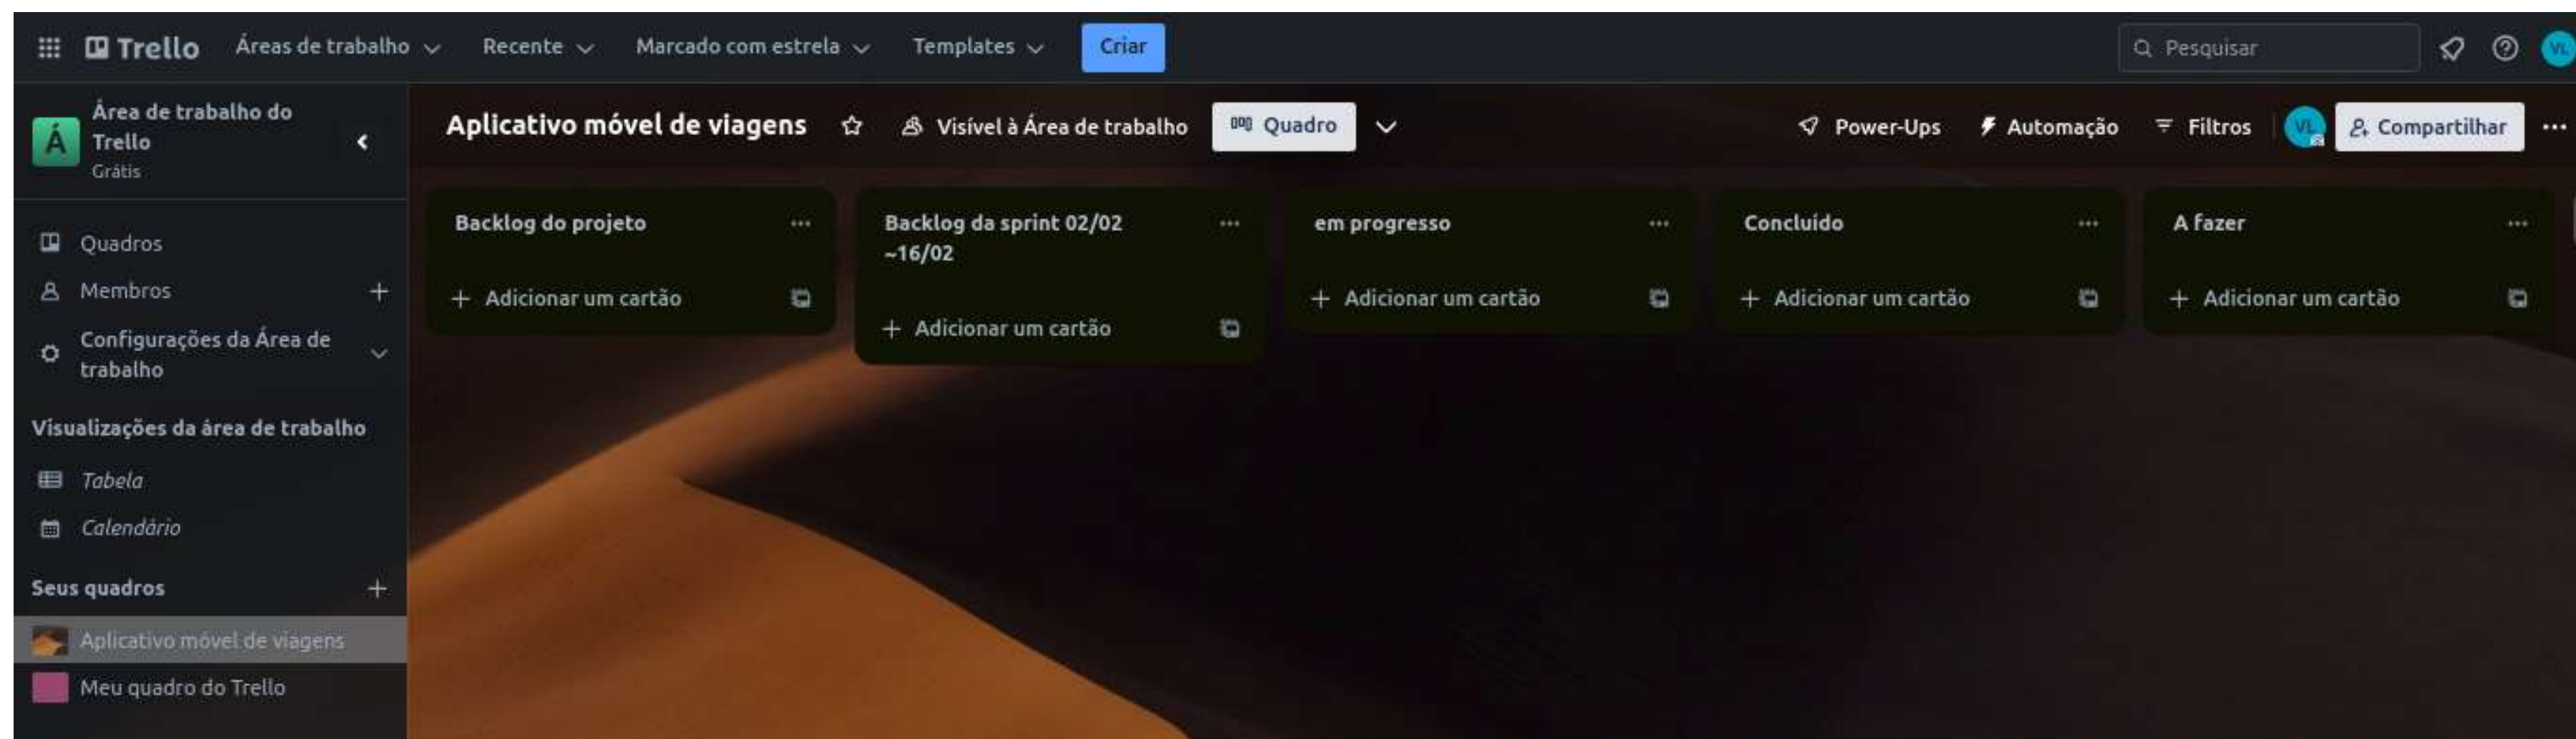 Trello
Áreas de trabalho
Recente
Marcado com estrela
Templates
Criar
Pesquisar
VL
Á
Área de trabalho do
Trello
Grátis
Quadros
Membros
Configurações da Área de
trabalho
Visualizações da área de trabalho
Tabela
Calendário
Seus quadros
Aplicativo móvel de viagens
Meu quadro do Trello
Aplicativo móvel de viagens
Visível à Área de trabalho
Quadro
Power-Ups
Automação
Filtros
VL
Compartilhar
Backlog do projeto
+ Adicionar um cartão
Backlog da sprint 02/02
~16/02
+ Adicionar um cartão
em progresso
+ Adicionar um cartão
Concluído
+ Adicionar um cartão
A fazer
+ Adicionar um cartão